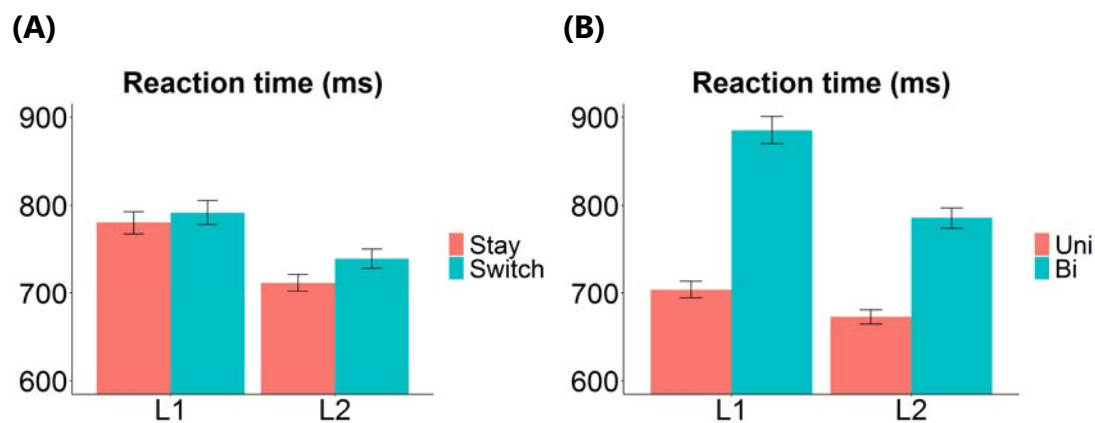 (A)
Reaction time (ms)
900
800
700
600
L1 L2
Stay
Switch
(B)
Reaction time (ms)
900
800
700
600
L1 L2
Uni
Bi